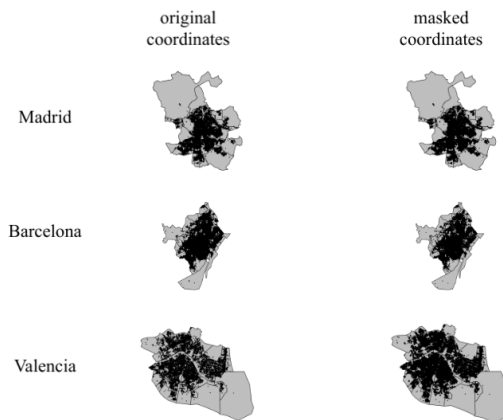 original
coordinates
masked
coordinates
Madrid
Barcelona
Valencia